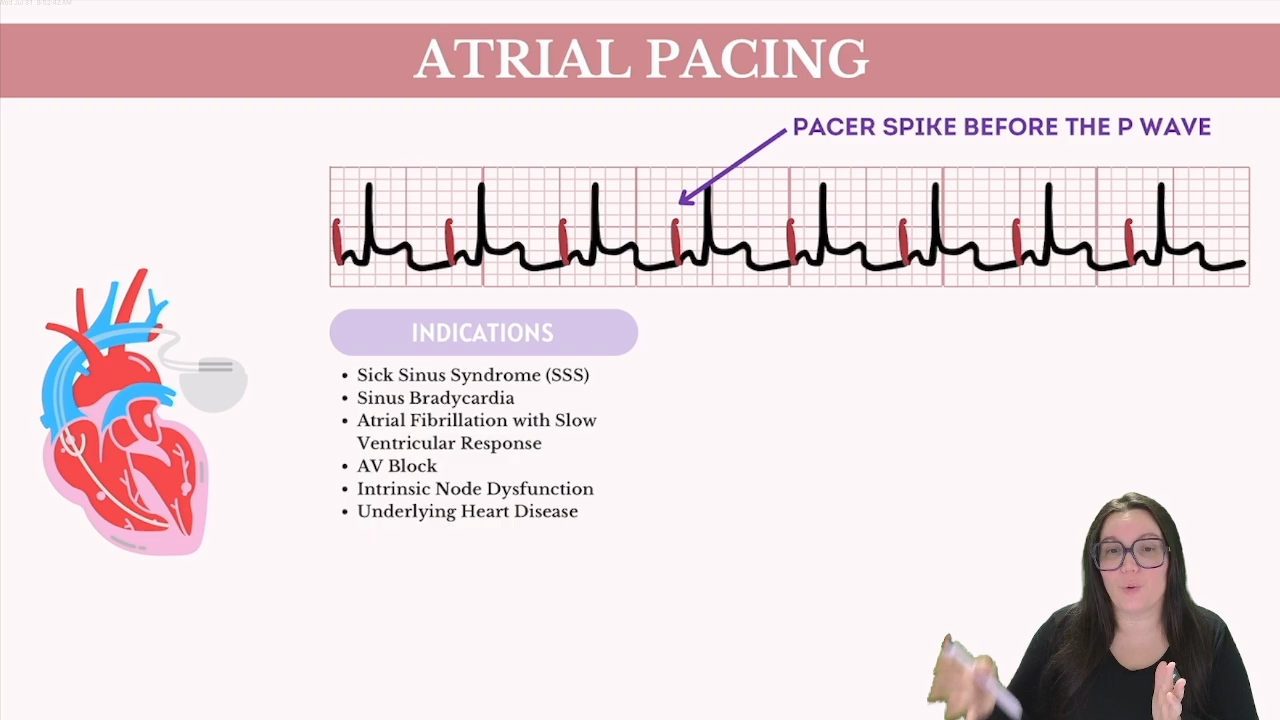 ATRIAL PACING
PACER SPIKE BEFORE THE P WAVE
INDICATIONS
• Sick Sinus Syndrome (SSS)
• Sinus Bradycardia
• Atrial Fibrillation with Slow
Ventricular Response
• AV Block
• Intrinsic Node Dysfunction
• Underlying Heart Disease